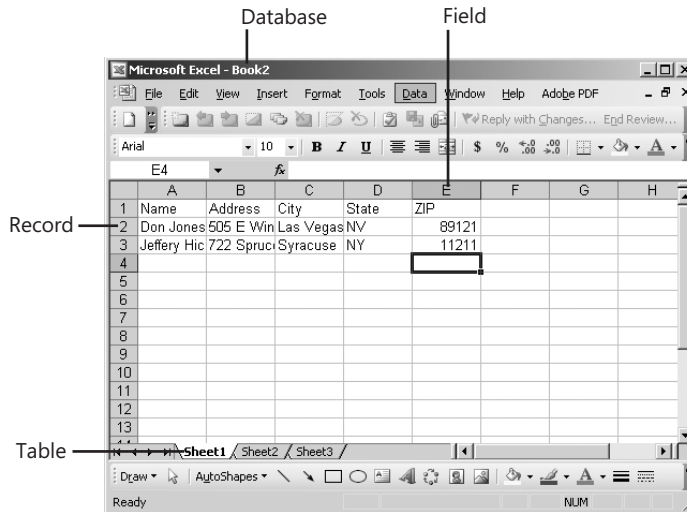 Database Field
Microsoft Excel - Book2
File Edit View Insert Format Tools Data Window Help Adobe PDF
Reply with Changes... End Review...
Arial 10 B I U $ % , A
E4 fx
A B C D E F G H
1 Name Address City State ZIP
Record 2 Don Jones 505 E Win Las Vegas NV 89121
3 Jeffery Hic 722 Spruc Syracuse NY 11211
4
5
6
7
8
9
10
11
12
13
Table Sheet1 Sheet2 Sheet3
Draw AutoShapes A
Ready NUM